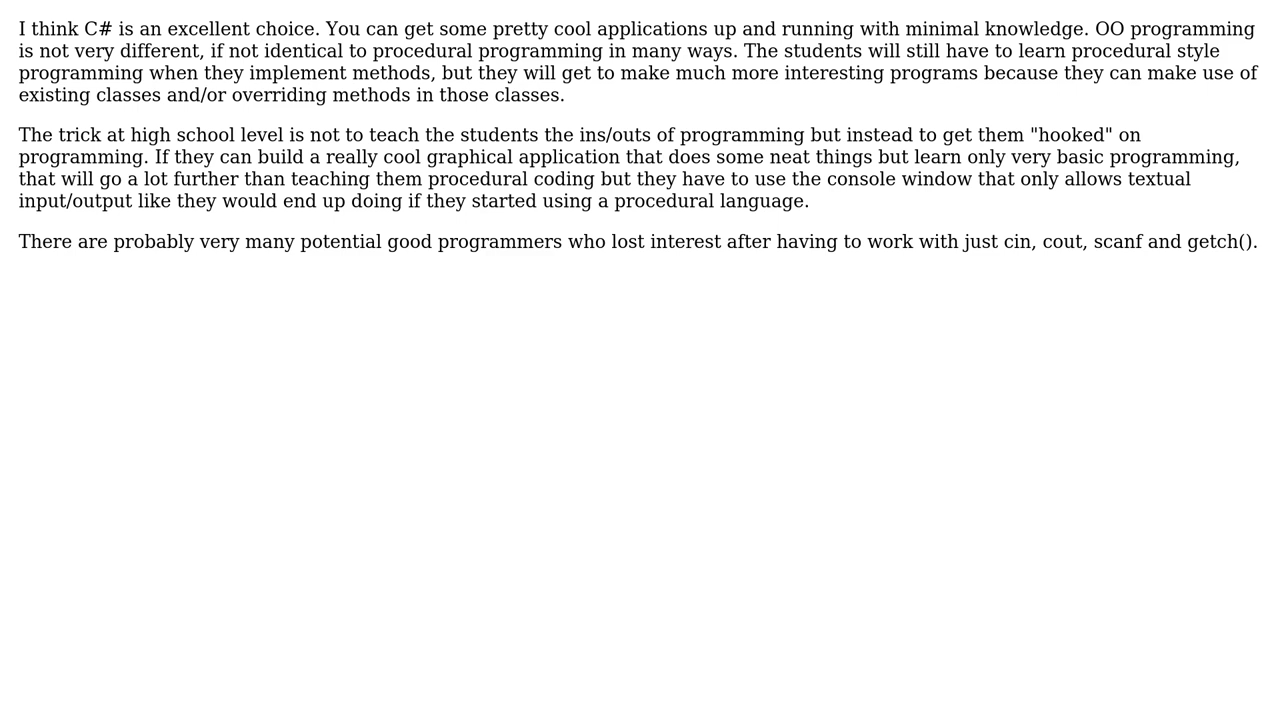 I think C# is an excellent choice. You can get some pretty cool applications up and running with minimal knowledge. OO programming
is not very different, if not identical to procedural programming in many ways. The students will still have to learn procedural style
programming when they implement methods, but they will get to make much more interesting programs because they can make use of
existing classes and/or overriding methods in those classes.
The trick at high school level is not to teach the students the ins/outs of programming but instead to get them "hooked" on
programming. If they can build a really cool graphical application that does some neat things but learn only very basic programming,
that will go a lot further than teaching them procedural coding but they have to use the console window that only allows textual
input/output like they would end up doing if they started using a procedural language.
There are probably very many potential good programmers who lost interest after having to work with just cin, cout, scanf and getch().